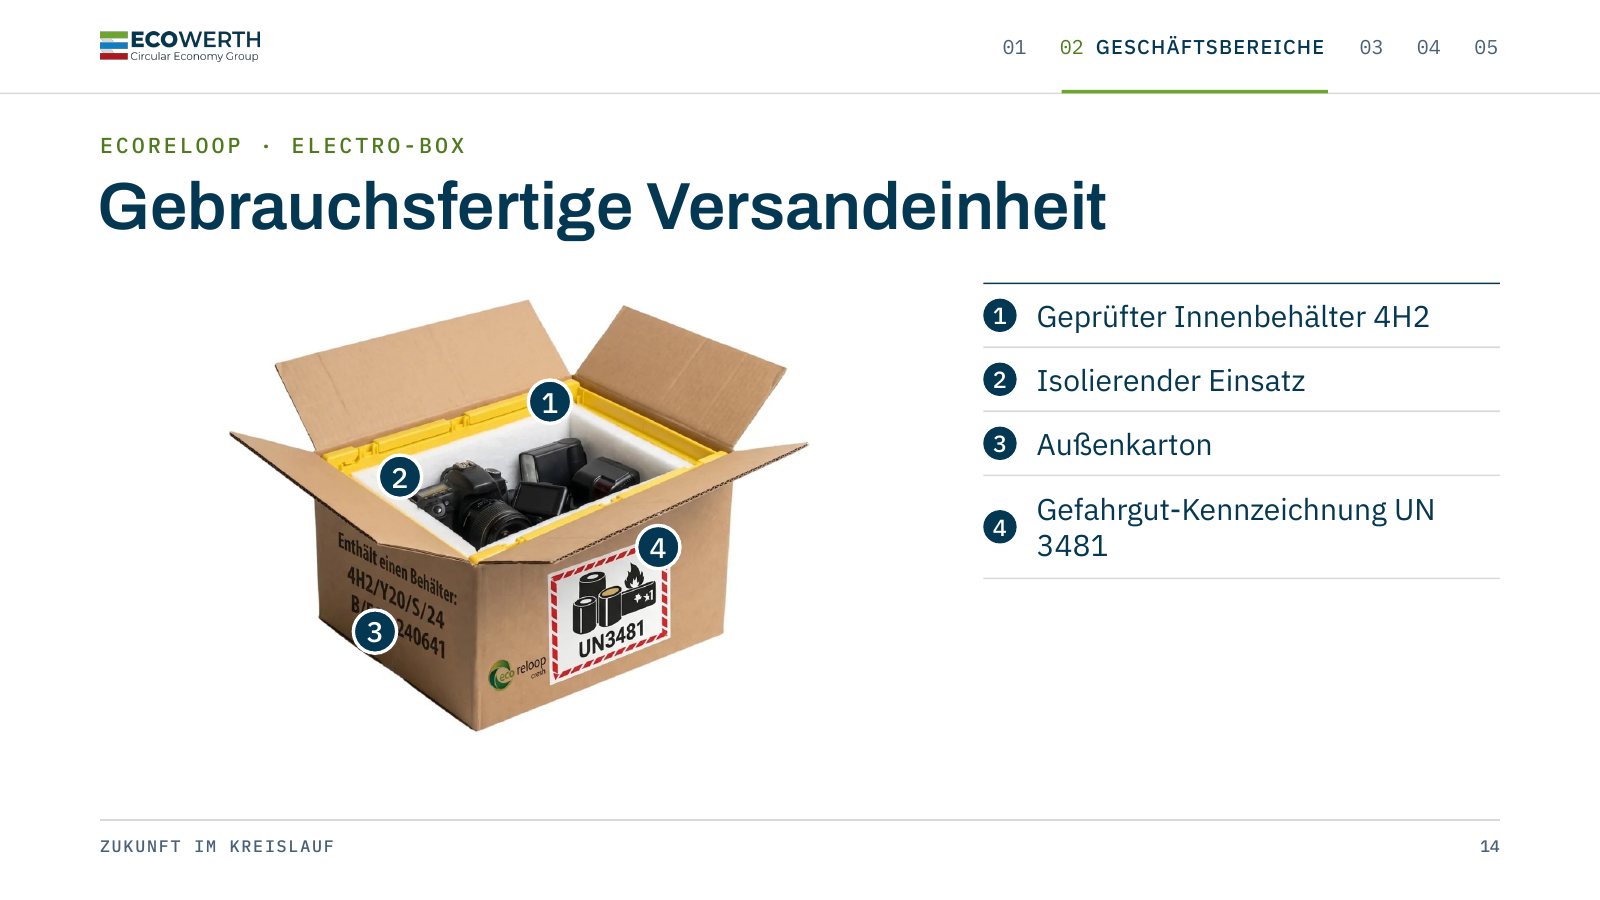 ECOWERTH
Circular Economy Group
01 02 GESCHÄFTSBEREICHE 03 04 05
ECORELOOP · ELECTRO-BOX
Gebrauchsfertige Versandeinheit
1 Geprüfter Innenbehälter 4H2
2 Isolierender Einsatz
3 Außenkarton
4 Gefahrgut-Kennzeichnung UN
3481
1
2
3
4
Enthält einen Behälter:
4H2/Y20/S/24
240641
UN3481
eco reloop
ZUKUNFT IM KREISLAUF
14